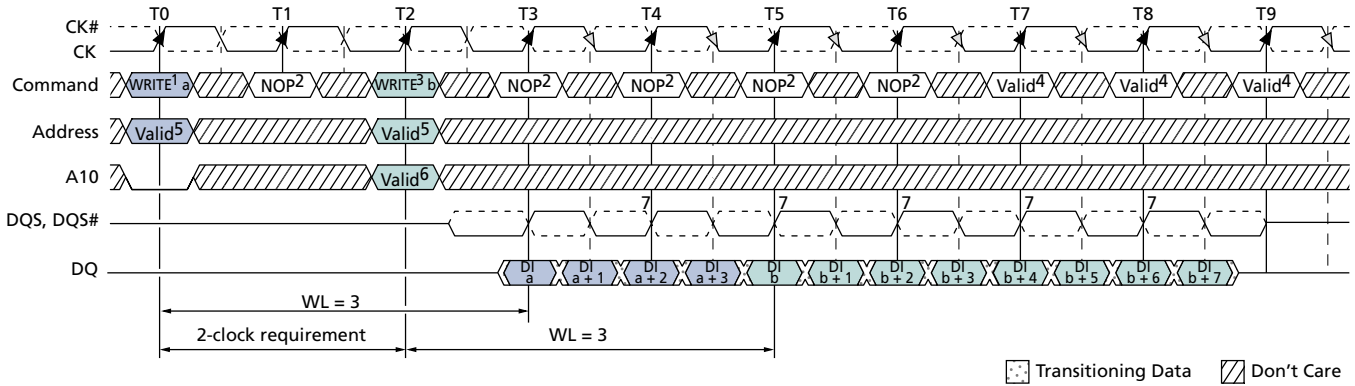 T0 T1 T2 T3 T4 T5 T6 T7 T8 T9
CK#
CK
Command WRITE1 a NOP2 WRITE3 b NOP2 NOP2 NOP2 NOP2 Valid4 Valid4 Valid4
Address Valid5 Valid5
A10 Valid6
7 7 7 7 7
DQS, DQS#
DQ DI a DI a + 1 DI a + 2 DI a + 3 DI b DI b + 1 DI b + 2 DI b + 3 DI b + 4 DI b + 5 DI b + 6 DI b + 7
WL = 3
2-clock requirement WL = 3
Transitioning Data Don't Care